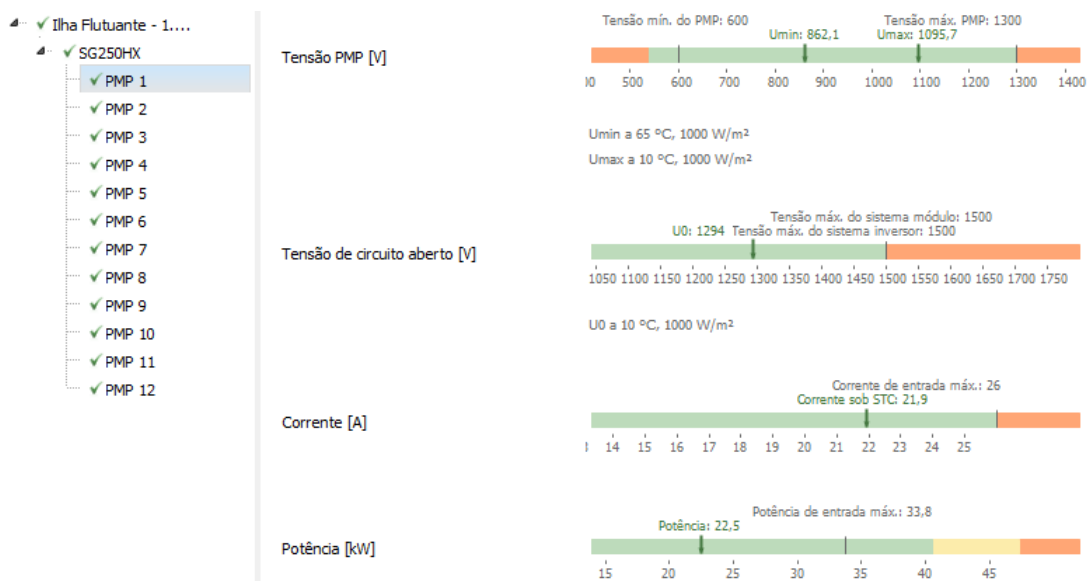 Ilha Flutuante - 1....
SG250HX
PMP 1
PMP 2
PMP 3
PMP 4
PMP 5
PMP 6
PMP 7
PMP 8
PMP 9
PMP 10
PMP 11
PMP 12
Tensão PMP [V]
Tensão mín. do PMP: 600 Tensão máx. PMP: 1300
Umin: 862,1 Umax: 1095,7
500 600 700 800 900 1000 1100 1200 1300 1400
Umin a 65 ºC, 1000 W/m²
Umax a 10 ºC, 1000 W/m²
Tensão de circuito aberto [V]
Tensão máx. do sistema módulo: 1500
U0: 1294 Tensão máx. do sistema inversor: 1500
1050 1100 1150 1200 1250 1300 1350 1400 1450 1500 1550 1600 1650 1700 1750
U0 a 10 ºC, 1000 W/m²
Corrente [A]
Corrente de entrada máx.: 26
Corrente sob STC: 21,9
14 15 16 17 18 19 20 21 22 23 24 25
Potência [kW]
Potência de entrada máx.: 33,8
Potência: 22,5
15 20 25 30 35 40 45